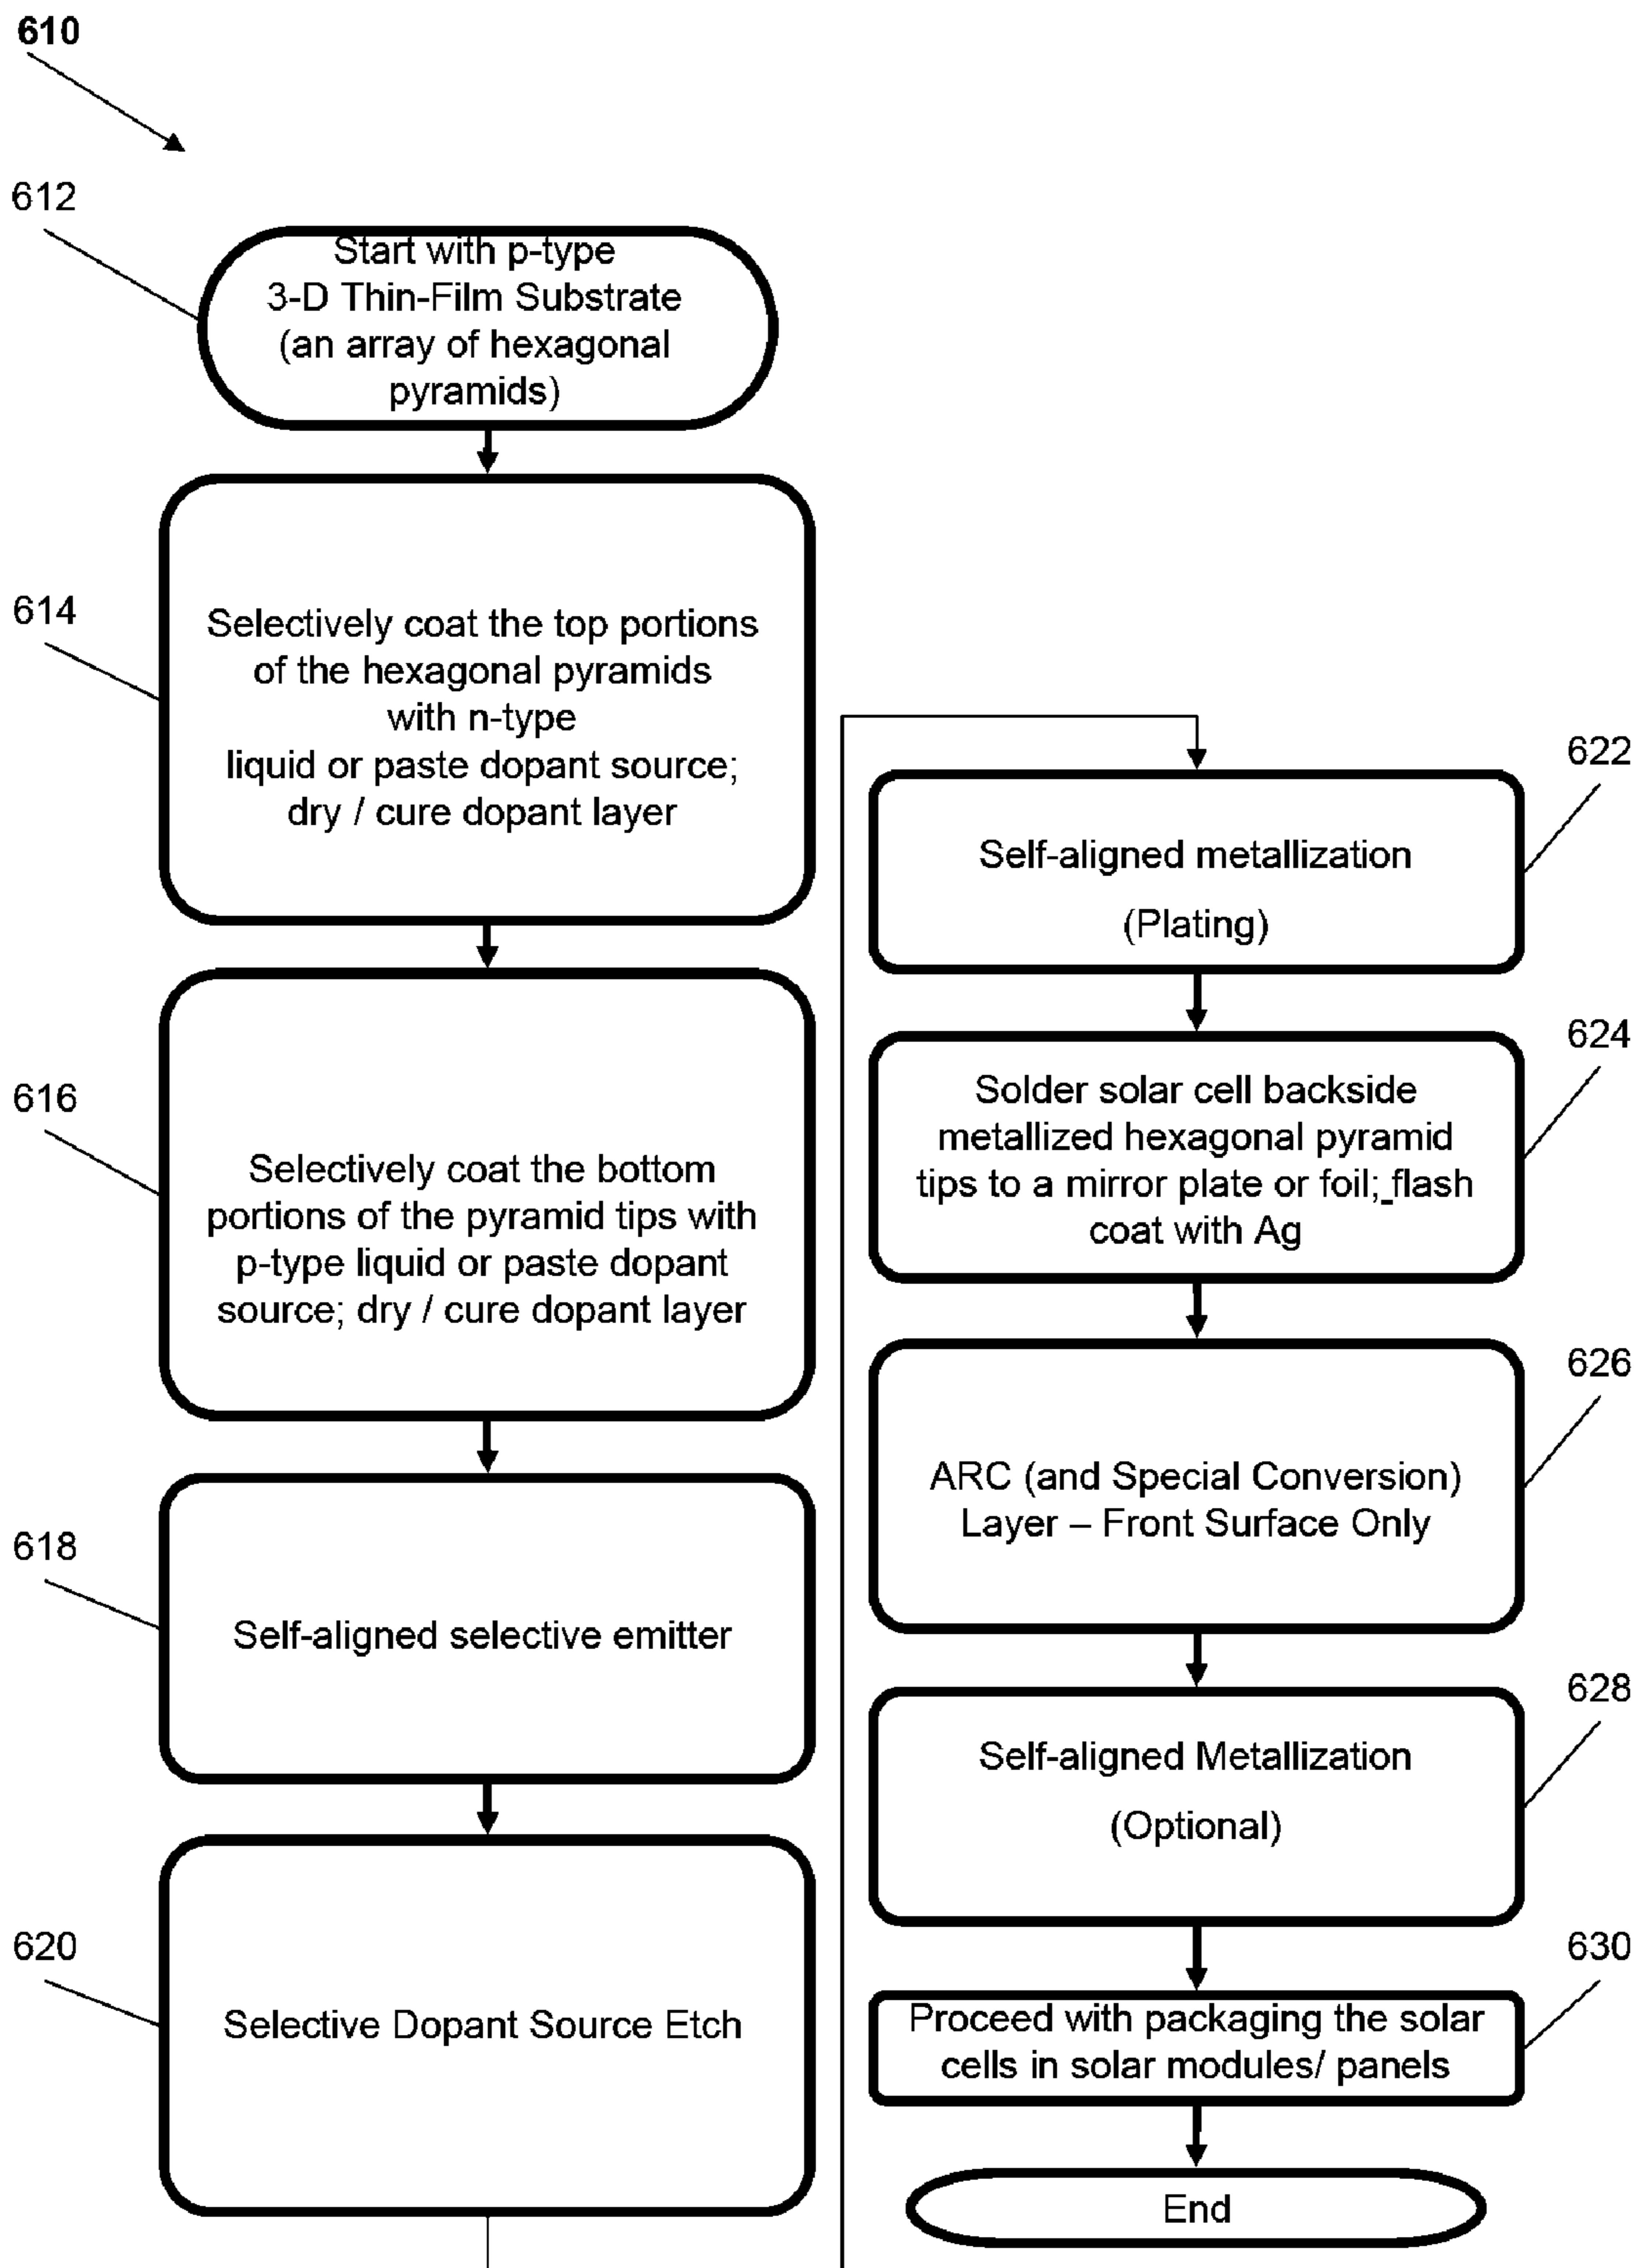 610
612
Start with p-type
3-D Thin-Film Substrate
(an array of hexagonal
pyramids)
614
Selectively coat the top portions
of the hexagonal pyramids
with n-type
liquid or paste dopant source;
dry / cure dopant layer
616
Selectively coat the bottom
portions of the pyramid tips with
p-type liquid or paste dopant
source; dry / cure dopant layer
618
Self-aligned selective emitter
620
Selective Dopant Source Etch
622
Self-aligned metallization
(Plating)
624
Solder solar cell backside
metallized hexagonal pyramid
tips to a mirror plate or foil; flash
coat with Ag
626
ARC (and Special Conversion)
Layer – Front Surface Only
628
Self-aligned Metallization
(Optional)
630
Proceed with packaging the solar
cells in solar modules/ panels
End